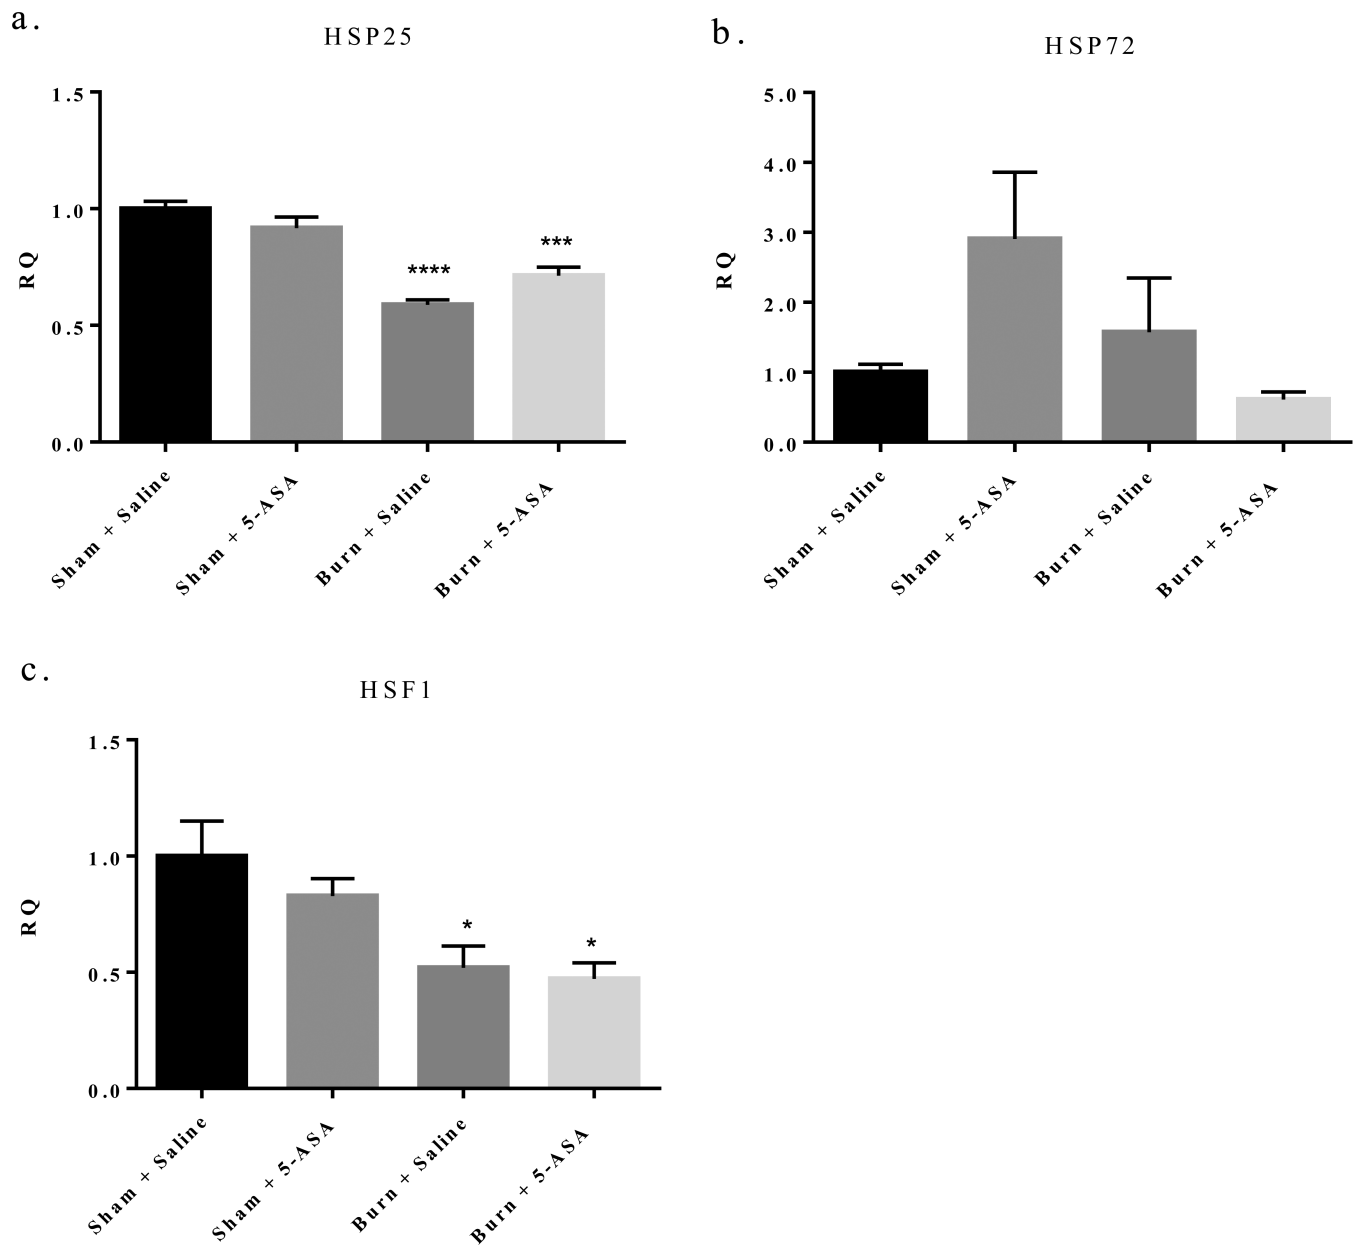 a.
HSP25
1.5
1.0
0.5
0.0
RQ
****
***
Sham + Saline
Sham + 5-ASA
Burn + Saline
Burn + 5-ASA
b.
HSP72
5.0
4.0
3.0
2.0
1.0
0.0
RQ
Sham + Saline
Sham + 5-ASA
Burn + Saline
Burn + 5-ASA
c.
HSF1
1.5
1.0
0.5
0.0
RQ
*
*
Sham + Saline
Sham + 5-ASA
Burn + Saline
Burn + 5-ASA